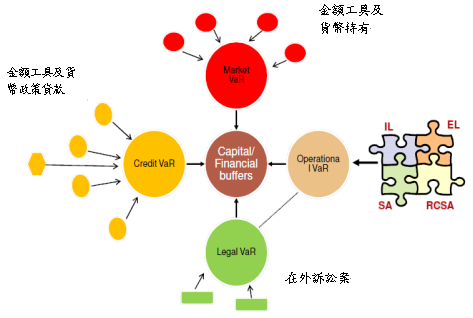 金額工具及
貨幣持有
Market
VaR
金額工具及貨
幣政策貸款
Credit VaR
Capital/
Financial
buffers
Operationa
l VaR
IL
EL
SA
RCSA
Legal VaR
在外訴訟案